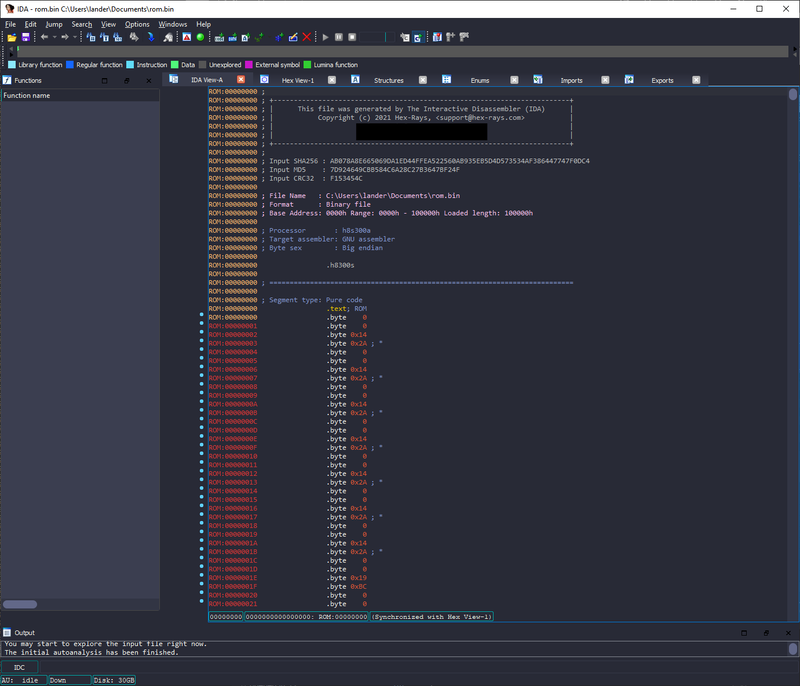 IDA - rom.bin C:\Users\lander\Documents\rom.bin
File Edit Jump Search View Options Windows Help
Library function Regular function Instruction Data Unexplored External symbol Lumina function
Functions
Function name
IDA View-A Hex View-1 Structures Enums Imports Exports
ROM:00000000 ;
ROM:00000000 ; +-------------------------------------------------------------------------+
ROM:00000000 ; | This file was generated by The Interactive Disassembler (IDA) |
ROM:00000000 ; | Copyright (c) 2021 Hex-Rays, <support@hex-rays.com> |
ROM:00000000 ; | |
ROM:00000000 ; | |
ROM:00000000 ; +-------------------------------------------------------------------------+
ROM:00000000 ;
ROM:00000000 ; Input SHA256 : AB078A8E665069DA1ED44FFEA522560AB935EB5D4D573534AF386447747F0DC4
ROM:00000000 ; Input MD5 : 7D924649CBB584C6A28C27B3647BF24F
ROM:00000000 ; Input CRC32 : F153454C
ROM:00000000
ROM:00000000 ; File Name : C:\Users\lander\Documents\rom.bin
ROM:00000000 ; Format : Binary file
ROM:00000000 ; Base Address: 0000h Range: 0000h - 100000h Loaded length: 100000h
ROM:00000000
ROM:00000000 ; Processor : h8s300a
ROM:00000000 ; Target assembler: GNU assembler
ROM:00000000 ; Byte sex : Big endian
ROM:00000000
ROM:00000000 .h8300s
ROM:00000000
ROM:00000000 ; ===========================================================================
ROM:00000000
ROM:00000000 ; Segment type: Pure code
ROM:00000000 .text; ROM
ROM:00000000 .byte 0
ROM:00000001 .byte 0
ROM:00000002 .byte 0x14
ROM:00000003 .byte 0x2A ; *
ROM:00000004 .byte 0
ROM:00000005 .byte 0
ROM:00000006 .byte 0x14
ROM:00000007 .byte 0x2A ; *
ROM:00000008 .byte 0
ROM:00000009 .byte 0
ROM:0000000A .byte 0x14
ROM:0000000B .byte 0x2A ; *
ROM:0000000C .byte 0
ROM:0000000D .byte 0
ROM:0000000E .byte 0x14
ROM:0000000F .byte 0x2A ; *
ROM:00000010 .byte 0
ROM:00000011 .byte 0
ROM:00000012 .byte 0x14
ROM:00000013 .byte 0x2A ; *
ROM:00000014 .byte 0
ROM:00000015 .byte 0
ROM:00000016 .byte 0x14
ROM:00000017 .byte 0x2A ; *
ROM:00000018 .byte 0
ROM:00000019 .byte 0
ROM:0000001A .byte 0x14
ROM:0000001B .byte 0x2A ; *
ROM:0000001C .byte 0
ROM:0000001D .byte 0
ROM:0000001E .byte 0x19
ROM:0000001F .byte 0xBC
ROM:00000020 .byte 0
ROM:00000021 .byte 0
00000000 0000000000000000: ROM:00000000 (Synchronized with Hex View-1)
Output
You may start to explore the input file right now.
The initial autoanalysis has been finished.
IDC
AU: idle Down Disk: 30GB